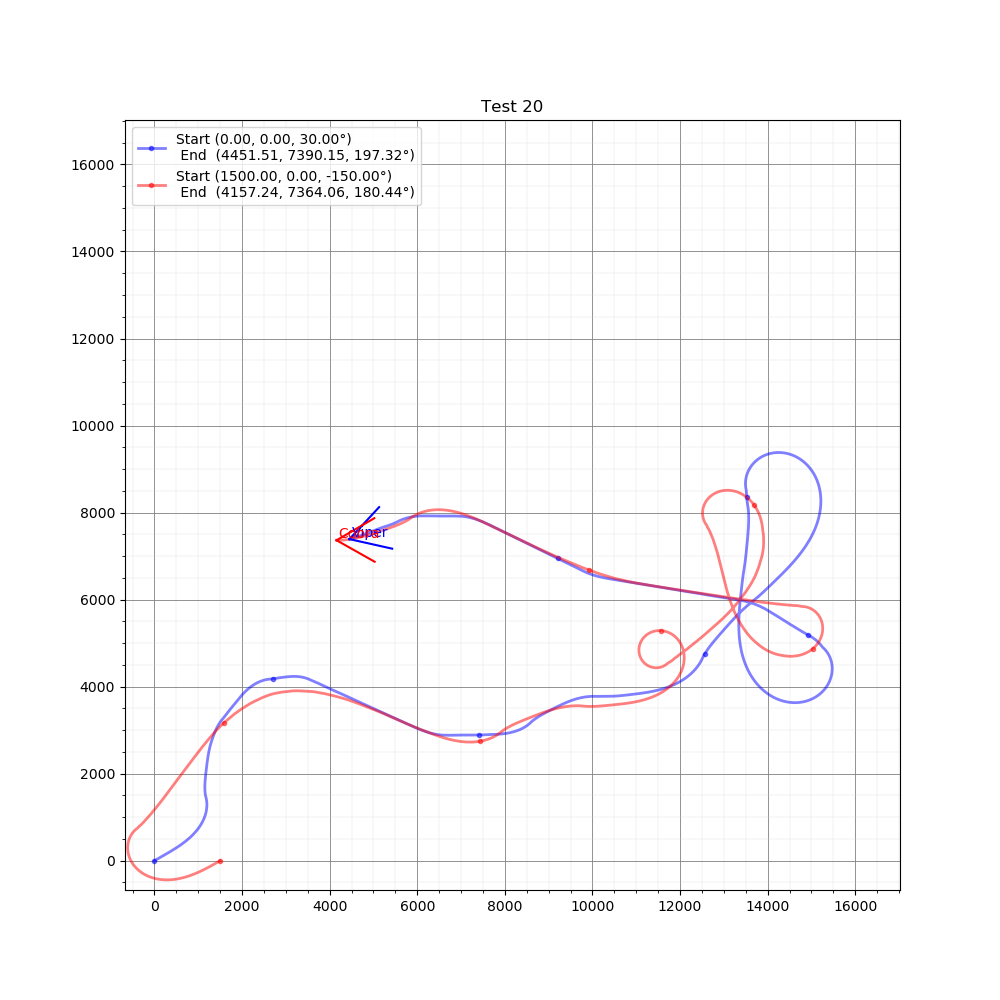 Test 20
Start (0.00, 0.00, 30.00°)
End (4451.51, 7390.15, 197.32°)
Start (1500.00, 0.00, -150.00°)
End (4157.24, 7364.06, 180.44°)
16000
14000
12000
10000
8000
Viper
6000
4000
2000
0
0 2000 4000 6000 8000 10000 12000 14000 16000